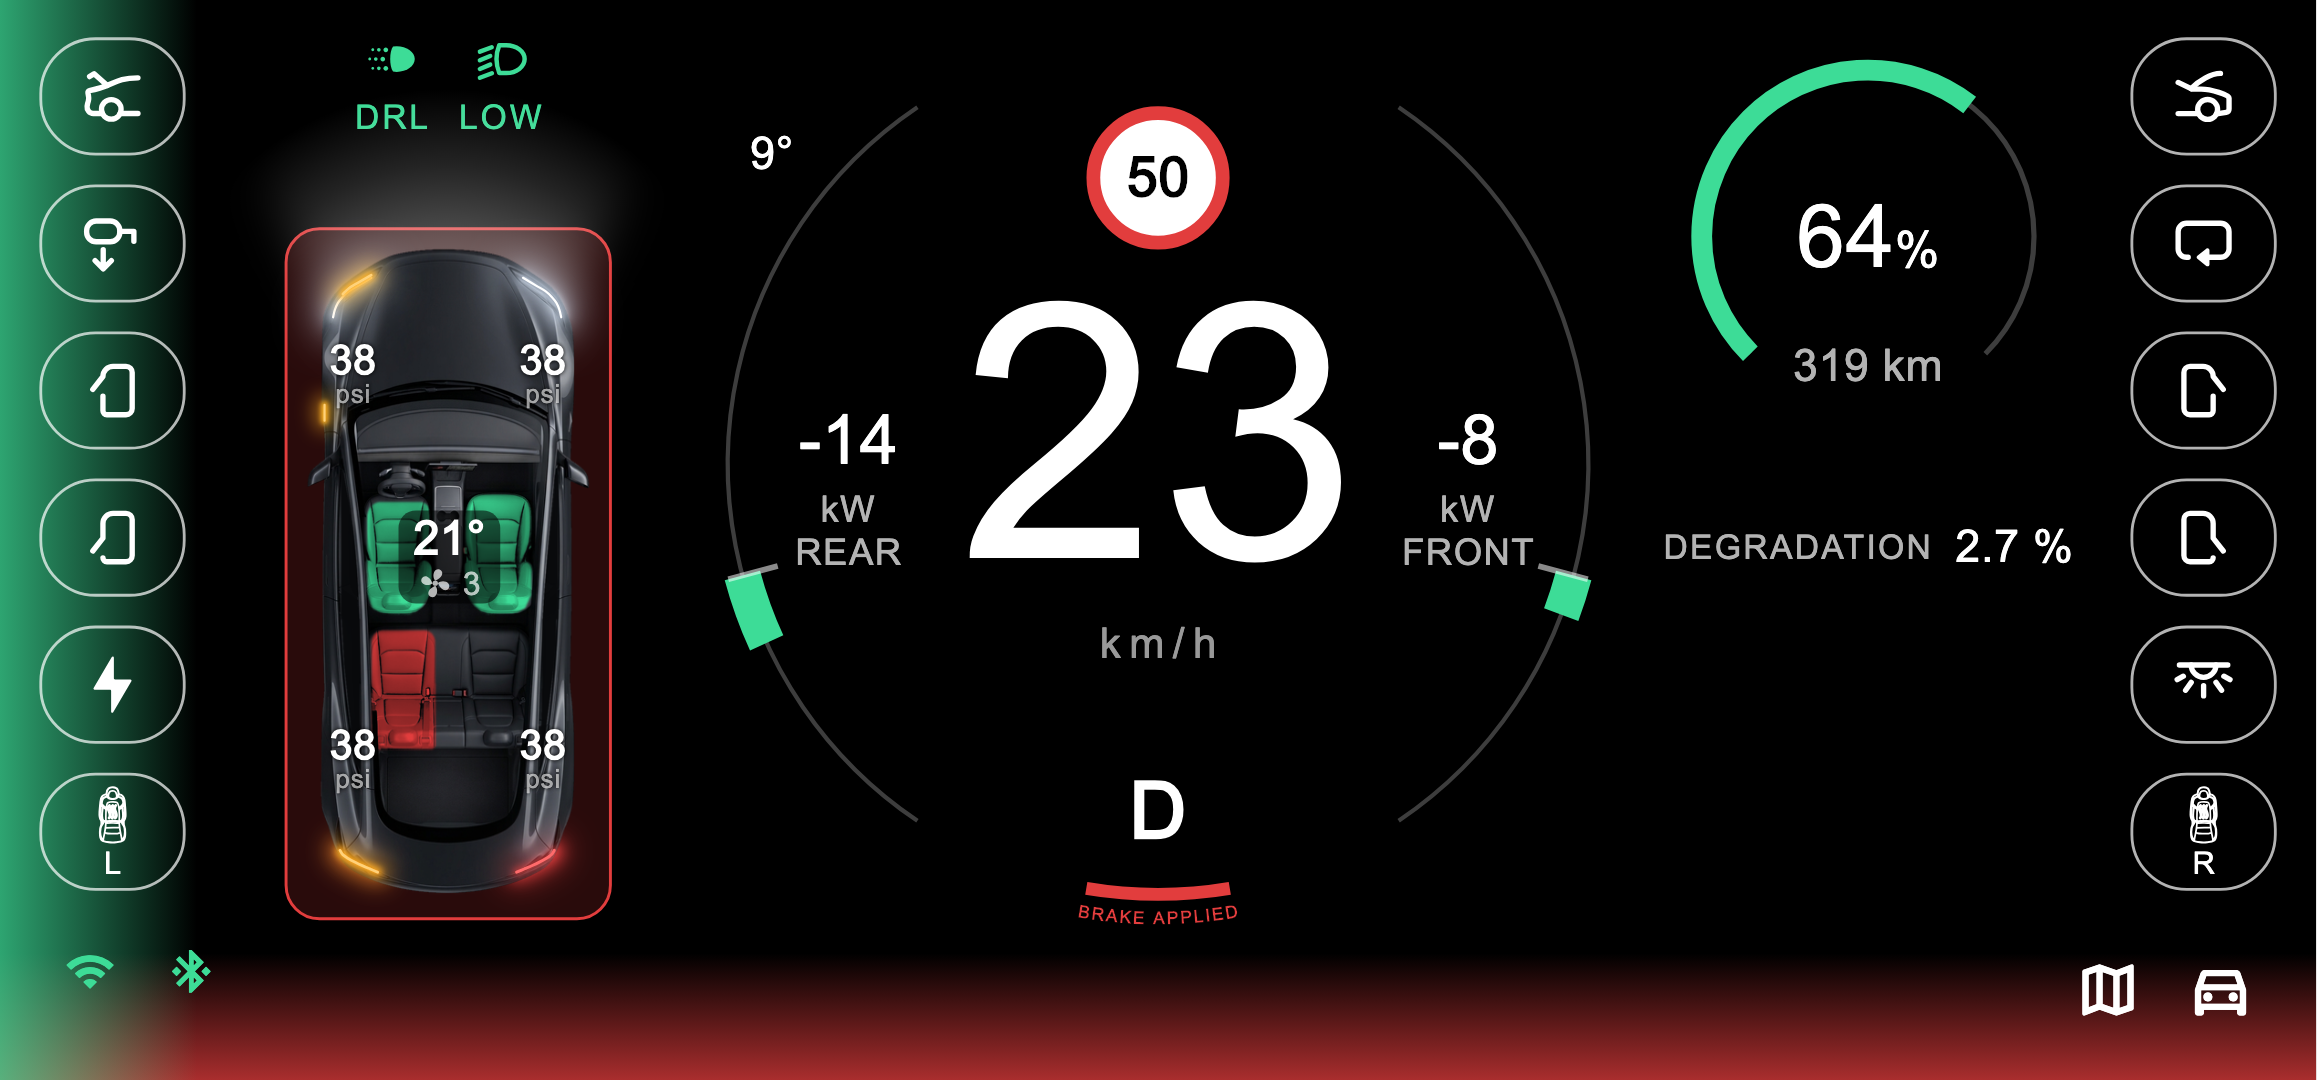 DRL LOW
9°
50
64%
319 km
38 psi
38 psi
23
km/h
-14
kW
REAR
-8
kW
FRONT
21°
3
DEGRADATION 2.7 %
38 psi
38 psi
D
BRAKE APPLIED
L
R